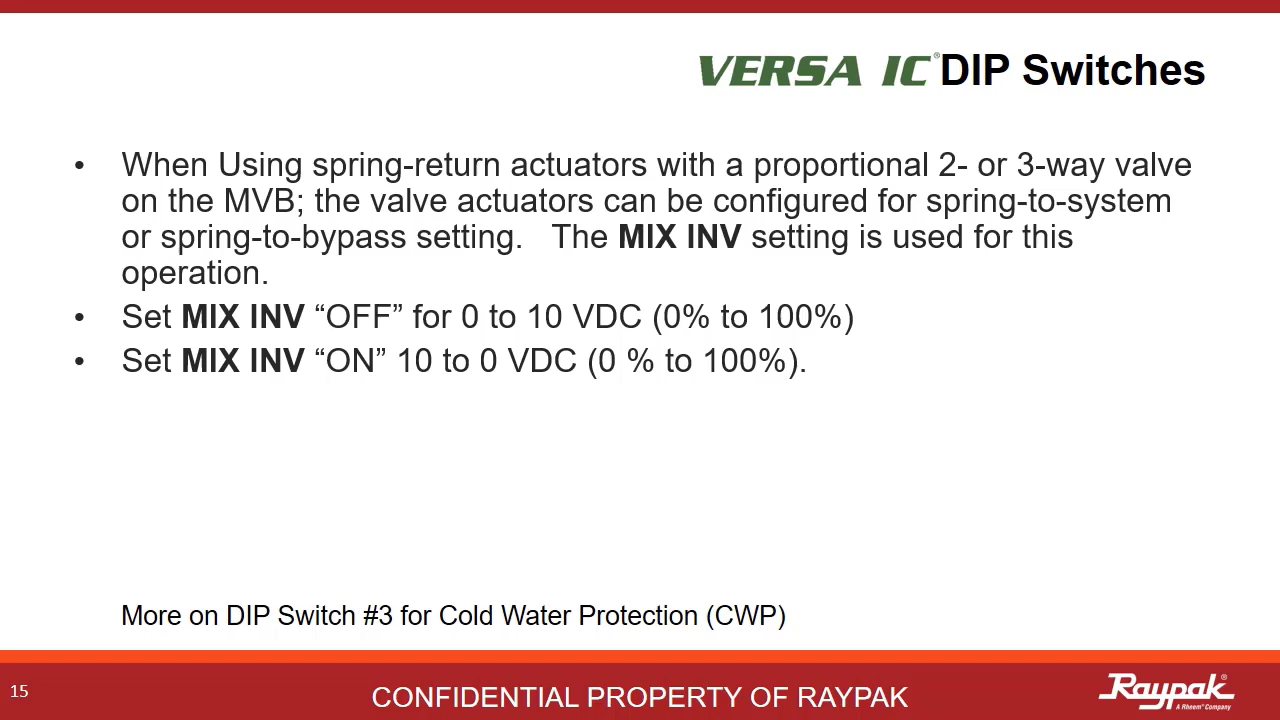 VERSA IC® DIP Switches
• When Using spring-return actuators with a proportional 2- or 3-way valve
on the MVB; the valve actuators can be configured for spring-to-system
or spring-to-bypass setting.   The MIX INV setting is used for this
operation.
• Set MIX INV “OFF” for 0 to 10 VDC (0% to 100%)
• Set MIX INV “ON” 10 to 0 VDC (0 % to 100%).
More on DIP Switch #3 for Cold Water Protection (CWP)
15
CONFIDENTIAL PROPERTY OF RAYPAK
Raypak®
A Rheem® Company